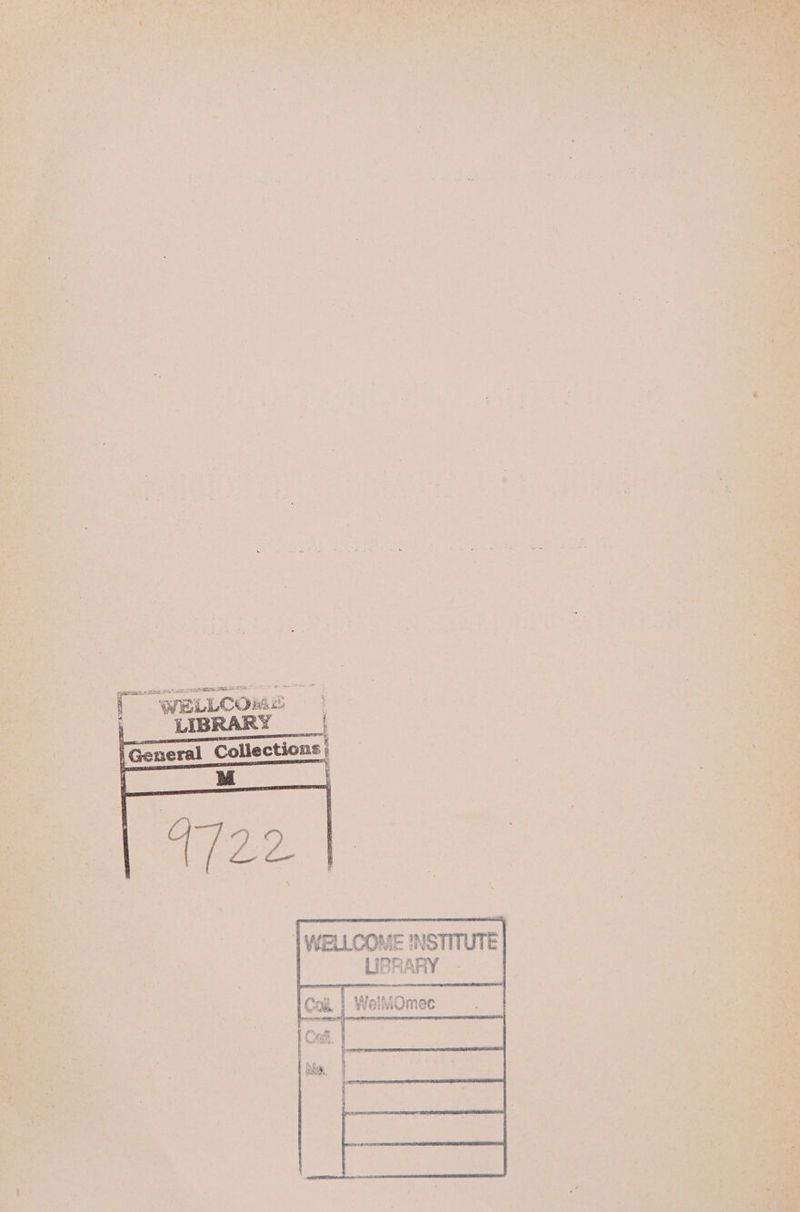 WELLCOME
LIBRARY
General Collections
M
9722
WELLCOME INSTITUTE
LIBRARY
Coll. WelMOmec
Call
No.